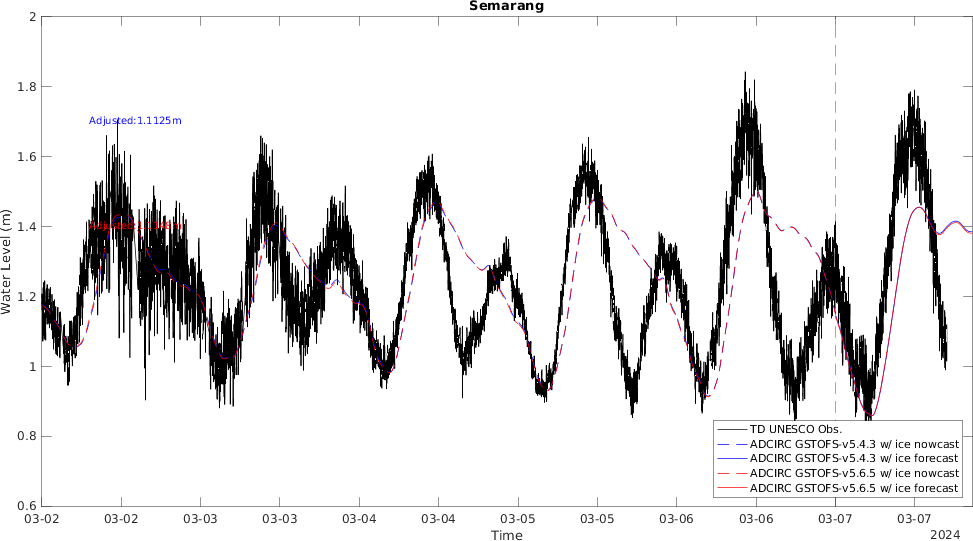 Semarang
2
1.8
1.6
1.4
1.2
1
0.8
0.6
Water Level (m)
Adjusted:1.1125m
03-02
03-02
03-03
03-03
03-04
03-04
03-05
03-05
03-06
03-06
03-07
03-07
Time
2024
TD UNESCO Obs.
ADCIRC GSTOFS-v5.4.3 w/ ice nowcast
ADCIRC GSTOFS-v5.4.3 w/ ice forecast
ADCIRC GSTOFS-v5.6.5 w/ ice nowcast
ADCIRC GSTOFS-v5.6.5 w/ ice forecast